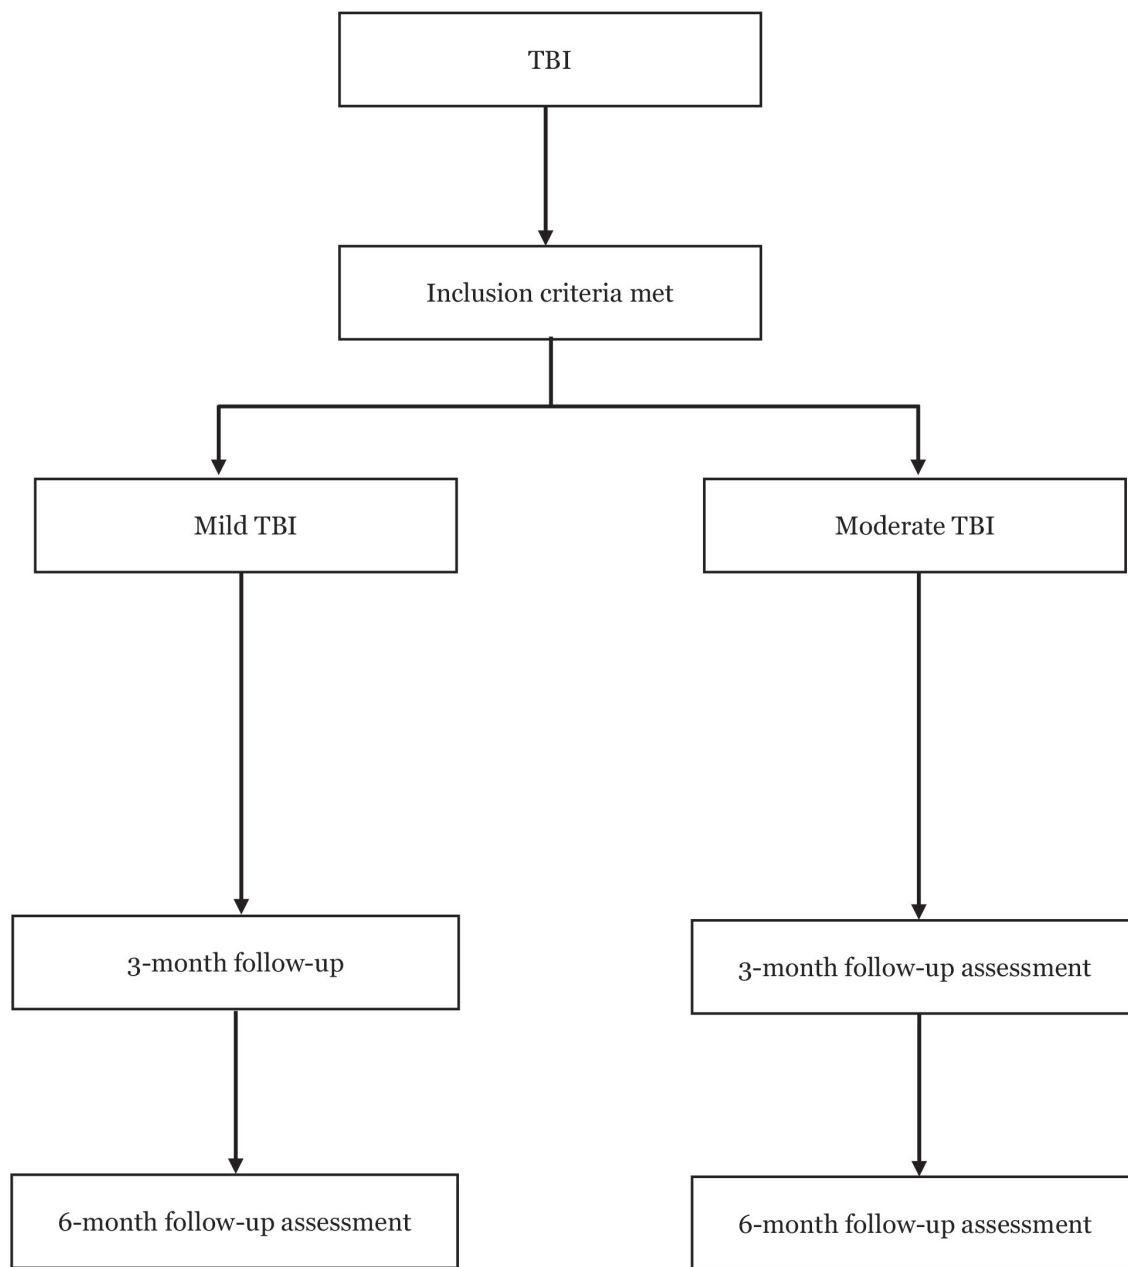 TBI
Inclusion criteria met
Mild TBI
Moderate TBI
3-month follow-up
3-month follow-up assessment
6-month follow-up assessment
6-month follow-up assessment